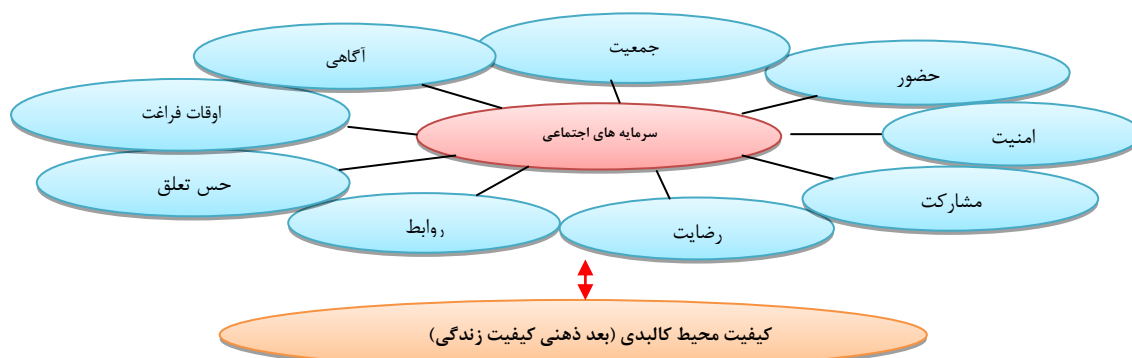 جمعیت
آگاهی
حضور
اوقات فراغت
سرمایه های اجتماعی
امنیت
حس تعلق
مشارکت
روابط
رضایت
کیفیت محیط کالبدی (بعد ذهنی کیفیت زندگی)